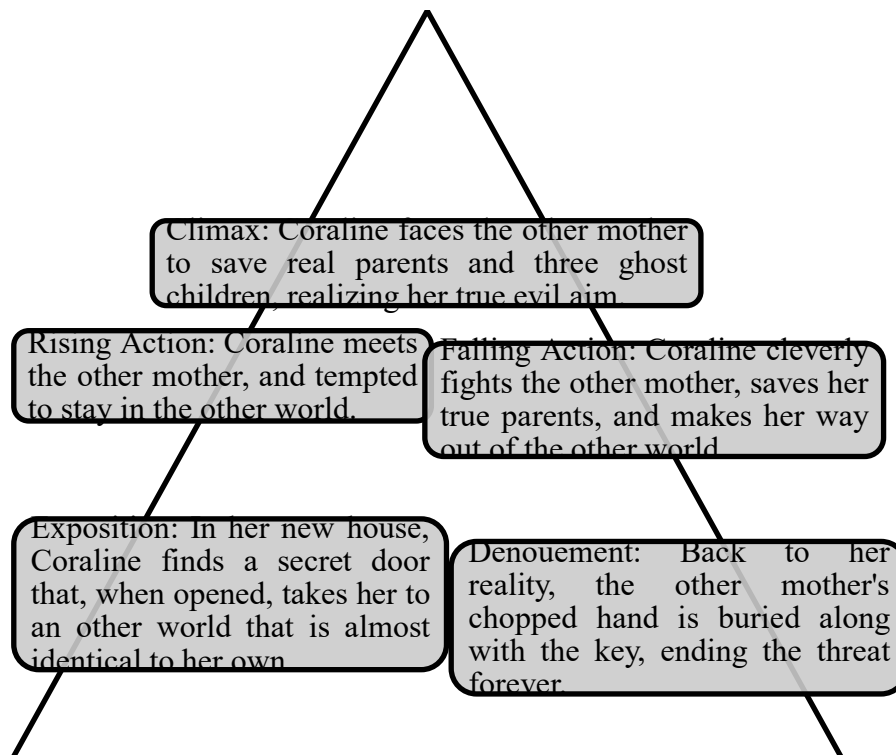 Climax: Coraline faces the other mother
to save real parents and three ghost
children, realizing her true evil aim.
Rising Action: Coraline meets
the other mother, and tempted
to stay in the other world.
Falling Action: Coraline cleverly
fights the other mother, saves her
true parents, and makes her way
out of the other world
Exposition: In her new house,
Coraline finds a secret door
that, when opened, takes her to
an other world that is almost
identical to her own
Denouement: Back to her
reality, the other mother's
chopped hand is buried along
with the key, ending the threat
forever.